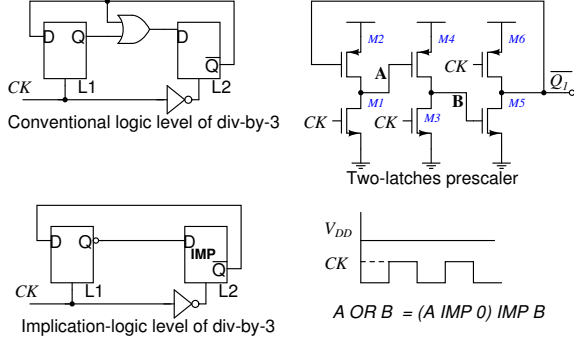 D Q
D
Q
CK
L1
L2
Conventional logic level of div-by-3
M2
M4
M6
A
CK
Q1
B
M1
M3
M5
CK
CK
Two-latches prescaler
D Q
D
IMP
Q
CK
L1
L2
Implication-logic level of div-by-3
VDD
CK
A OR B = (A IMP 0) IMP B